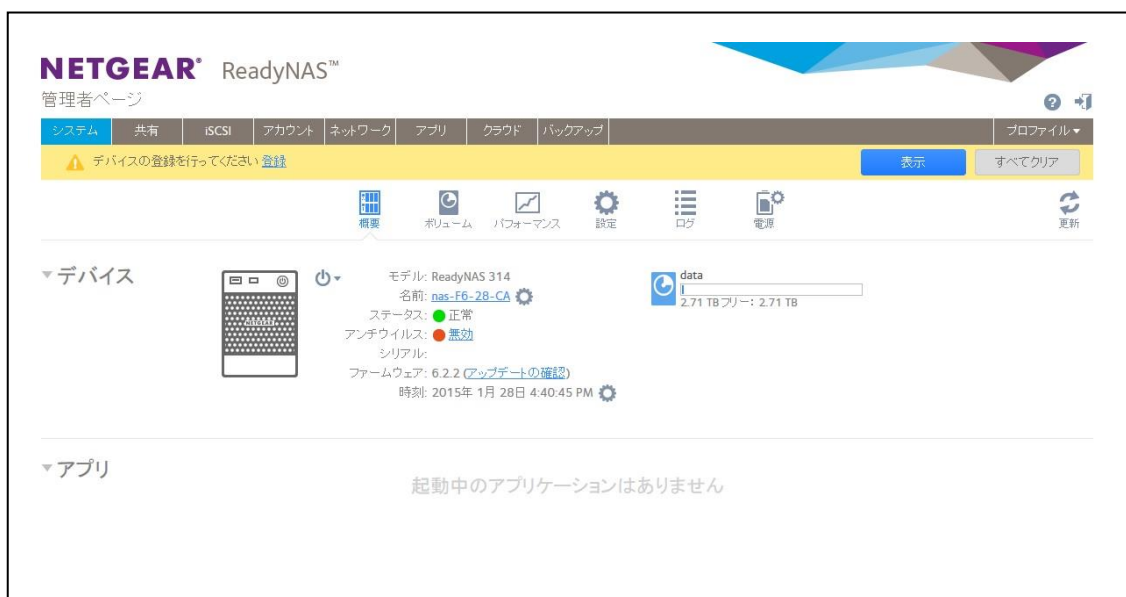 NETGEAR® ReadyNAS™
管理者ページ
システム 共有 iSCSI アカウント ネットワーク アプリ クラウド バックアップ プロファイル▼
デバイスの登録を行ってください 登録 表示 すべてクリア
概要 ボリューム パフォーマンス 設定 ログ 電源 更新
デバイス
NETGEAR
モデル: ReadyNAS 314
名前: nas-F6-28-CA
ステータス: 正常
アンチウイルス: 無効
シリアル:
ファームウェア: 6.2.2 (アップデートの確認)
時刻: 2015年 1月 28日 4:40:45 PM
data
2.71 TB フリー: 2.71 TB
アプリ
起動中のアプリケーションはありません